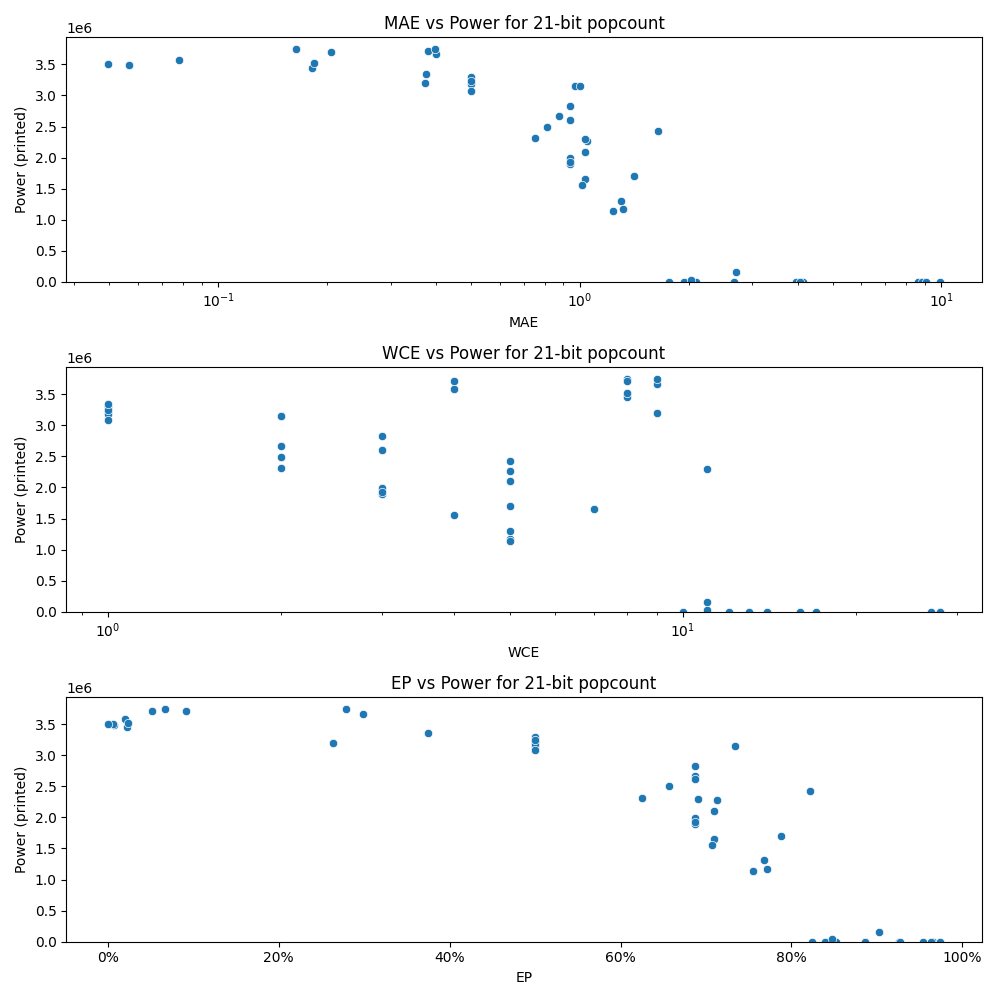 MAE vs Power for 21-bit popcount
1e6
Power (printed)
3.5
3.0
2.5
2.0
1.5
1.0
0.5
0.0
10⁻¹
10⁰
10¹
MAE
WCE vs Power for 21-bit popcount
1e6
Power (printed)
3.5
3.0
2.5
2.0
1.5
1.0
0.5
0.0
10⁰
10¹
WCE
EP vs Power for 21-bit popcount
1e6
Power (printed)
3.5
3.0
2.5
2.0
1.5
1.0
0.5
0.0
0%
20%
40%
60%
80%
100%
EP